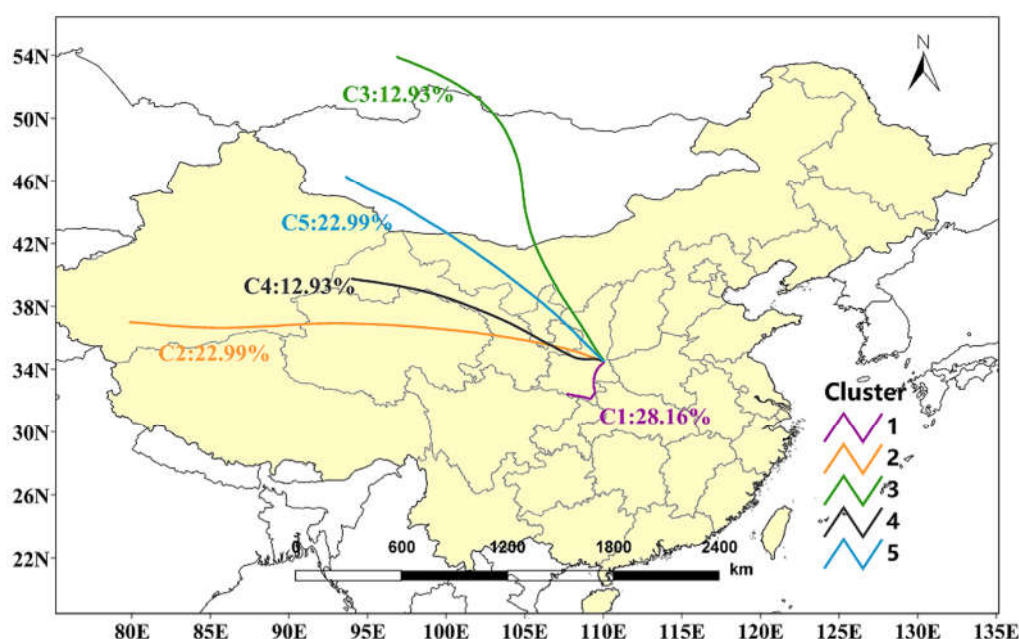 54N
50N
46N
42N
38N
34N
30N
26N
22N
N
C3:12.93%
C5:22.99%
C4:12.93%
C2:22.99%
C1:28.16%
Cluster
1
2
3
4
5
0 600 1200 1800 2400
km
80E 85E 90E 95E 100E 105E 110E 115E 120E 125E 130E 135E